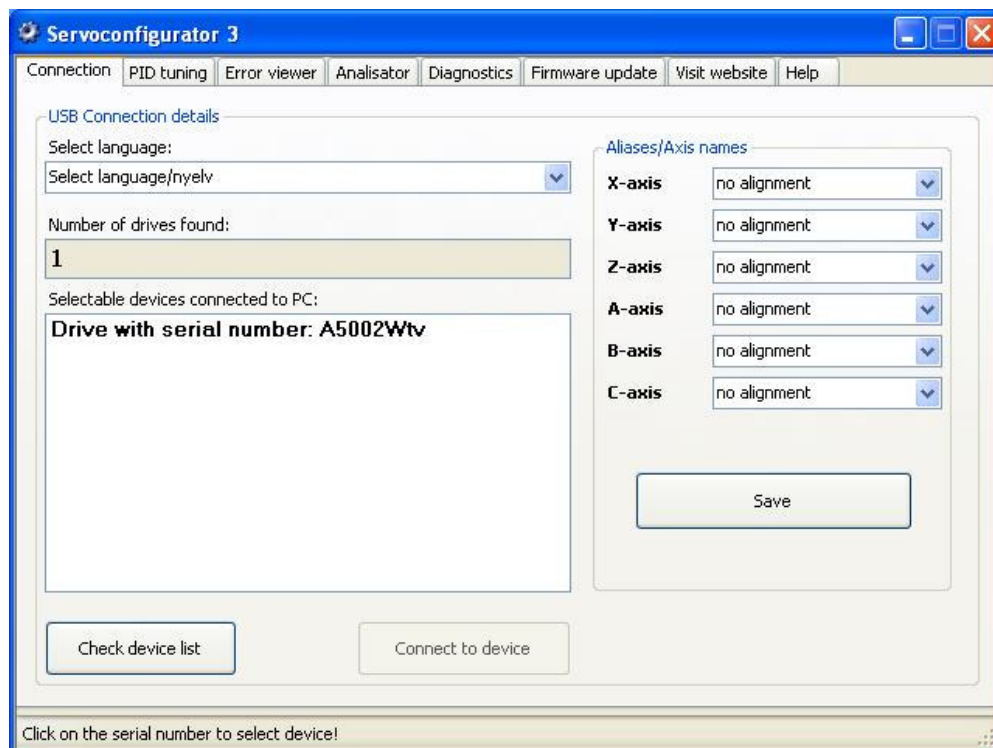 Servoconfigurator 3
Connection PID tuning Error viewer Analisator Diagnostics Firmware update Visit website Help
USB Connection details
Select language:
Select language/nyelv
Number of drives found:
1
Selectable devices connected to PC:
Drive with serial number: A5002Wtv
Check device list
Connect to device
Aliases/Axis names
X-axis no alignment
Y-axis no alignment
Z-axis no alignment
A-axis no alignment
B-axis no alignment
C-axis no alignment
Save
Click on the serial number to select device!